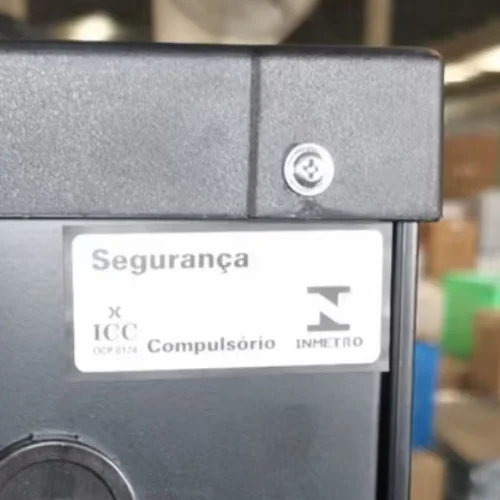 Segurança
ICC
OCP 0174
Compulsório
INMETRO